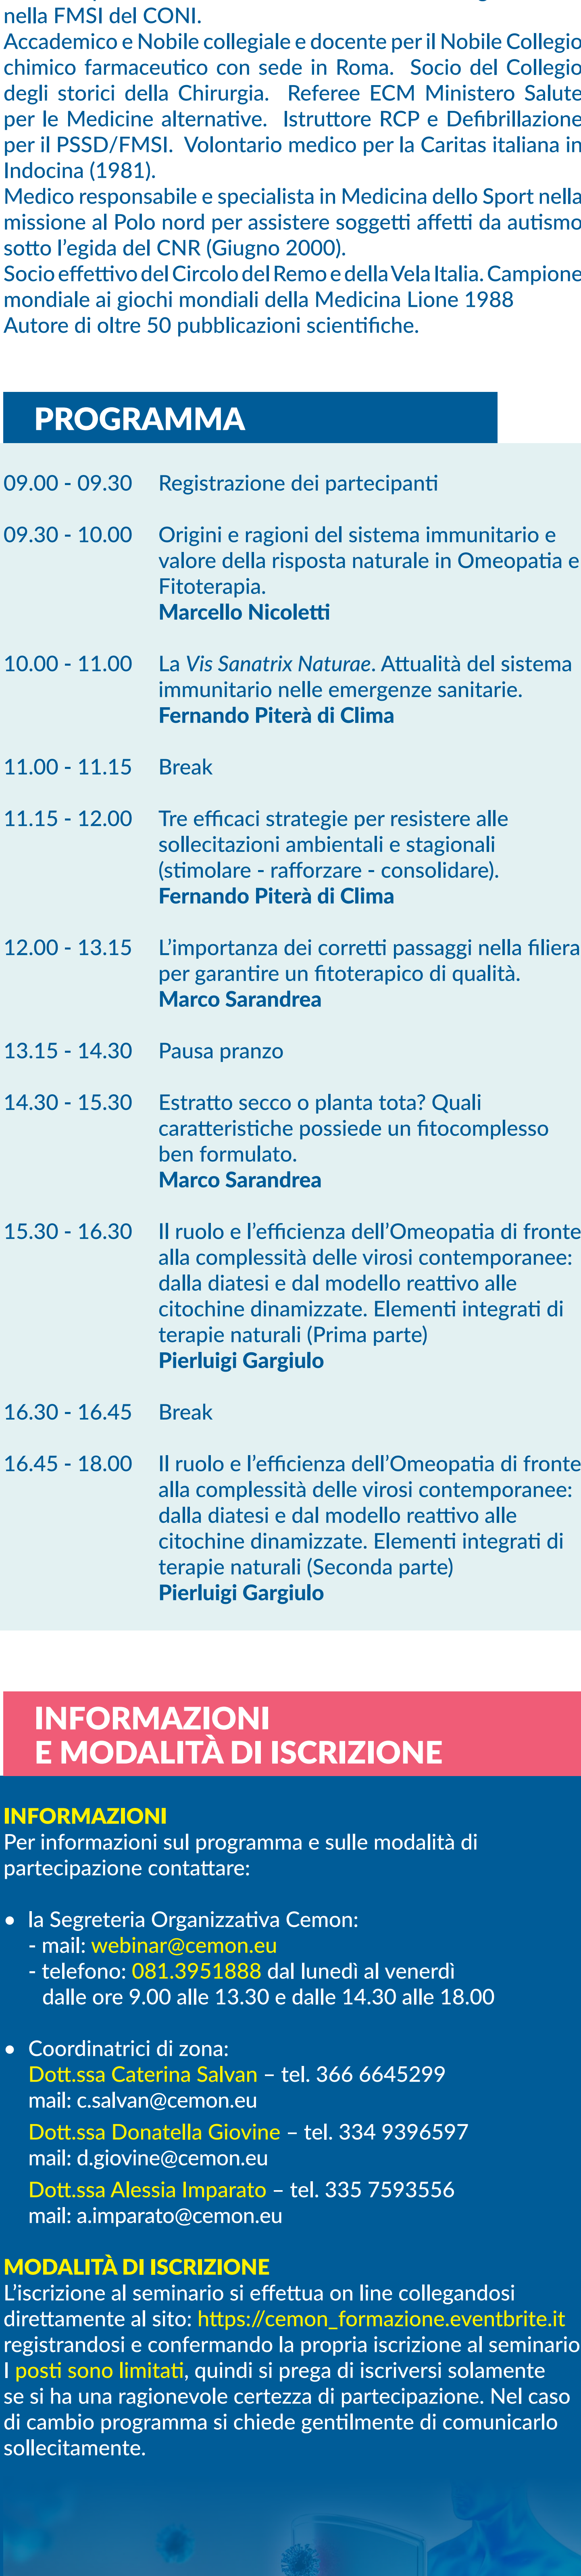 nella FMSI del CONI.
Accademico e Nobile collegiale e docente per il Nobile Collegio
chimico farmaceutico con sede in Roma. Socio del Collegio
degli storici della Chirurgia. Referee ECM Ministero Salute
per le Medicine alternative. Istruttore RCP e Defibrillazione
per il PSSD/FMSI. Volontario medico per la Caritas italiana in
Indocina (1981).
Medico responsabile e specialista in Medicina dello Sport nella
missione al Polo nord per assistere soggetti affetti da autismo
sotto l’egida del CNR (Giugno 2000).
Socio effettivo del Circolo del Remo e della Vela Italia. Campione
mondiale ai giochi mondiali della Medicina Lione 1988
Autore di oltre 50 pubblicazioni scientifiche.
PROGRAMMA
09.00 - 09.30 Registrazione dei partecipanti
09.30 - 10.00 Origini e ragioni del sistema immunitario e
valore della risposta naturale in Omeopatia e
Fitoterapia.
Marcello Nicoletti
10.00 - 11.00 La Vis Sanatrix Naturae. Attualità del sistema
immunitario nelle emergenze sanitarie.
Fernando Piterà di Clima
11.00 - 11.15 Break
11.15 - 12.00 Tre efficaci strategie per resistere alle
sollecitazioni ambientali e stagionali
(stimolare - rafforzare - consolidare).
Fernando Piterà di Clima
12.00 - 13.15 L’importanza dei corretti passaggi nella filiera
per garantire un fitoterapico di qualità.
Marco Sarandrea
13.15 - 14.30 Pausa pranzo
14.30 - 15.30 Estratto secco o planta tota? Quali
caratteristiche possiede un fitocomplesso
ben formulato.
Marco Sarandrea
15.30 - 16.30 Il ruolo e l’efficienza dell’Omeopatia di fronte
alla complessità delle virosi contemporanee:
dalla diatesi e dal modello reattivo alle
citochine dinamizzate. Elementi integrati di
terapie naturali (Prima parte)
Pierluigi Gargiulo
16.30 - 16.45 Break
16.45 - 18.00 Il ruolo e l’efficienza dell’Omeopatia di fronte
alla complessità delle virosi contemporanee:
dalla diatesi e dal modello reattivo alle
citochine dinamizzate. Elementi integrati di
terapie naturali (Seconda parte)
Pierluigi Gargiulo
INFORMAZIONI
E MODALITÀ DI ISCRIZIONE
INFORMAZIONI
Per informazioni sul programma e sulle modalità di
partecipazione contattare:
• la Segreteria Organizzativa Cemon:
- mail: webinar@cemon.eu
- telefono: 081.3951888 dal lunedì al venerdì
dalle ore 9.00 alle 13.30 e dalle 14.30 alle 18.00
• Coordinatrici di zona:
Dott.ssa Caterina Salvan – tel. 366 6645299
mail: c.salvan@cemon.eu
Dott.ssa Donatella Giovine – tel. 334 9396597
mail: d.giovine@cemon.eu
Dott.ssa Alessia Imparato – tel. 335 7593556
mail: a.imparato@cemon.eu
MODALITÀ DI ISCRIZIONE
L’iscrizione al seminario si effettua on line collegandosi
direttamente al sito: https://cemon_formazione.eventbrite.it
registrandosi e confermando la propria iscrizione al seminario
I posti sono limitati, quindi si prega di iscriversi solamente
se si ha una ragionevole certezza di partecipazione. Nel caso
di cambio programma si chiede gentilmente di comunicarlo
sollecitamente.